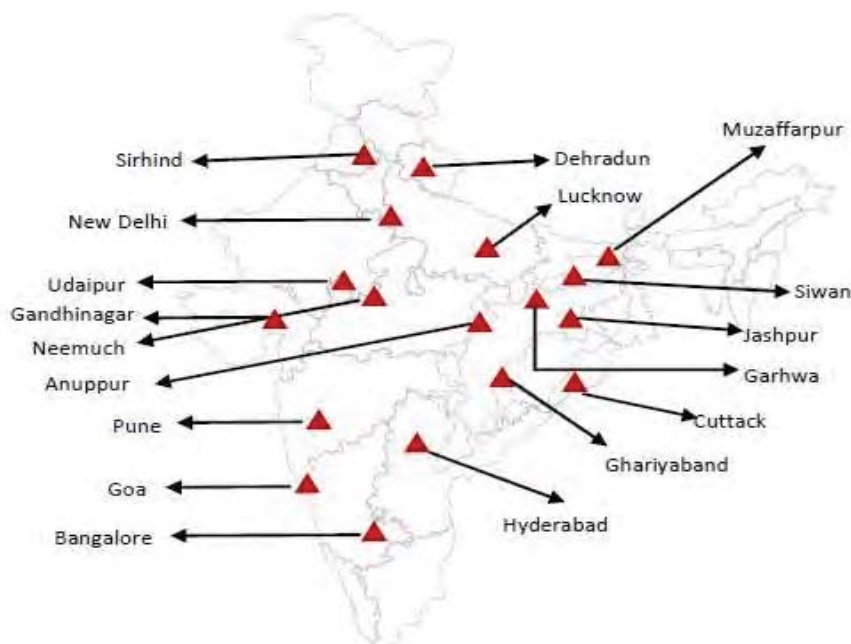 Muzaffarpur
Sirhind
Dehradun
Lucknow
New Delhi
Udaipur
Siwan
Gandhinagar
Jashpur
Neemuch
Garhwa
Anuppur
Cuttack
Pune
Ghariyaband
Goa
Hyderabad
Bangalore